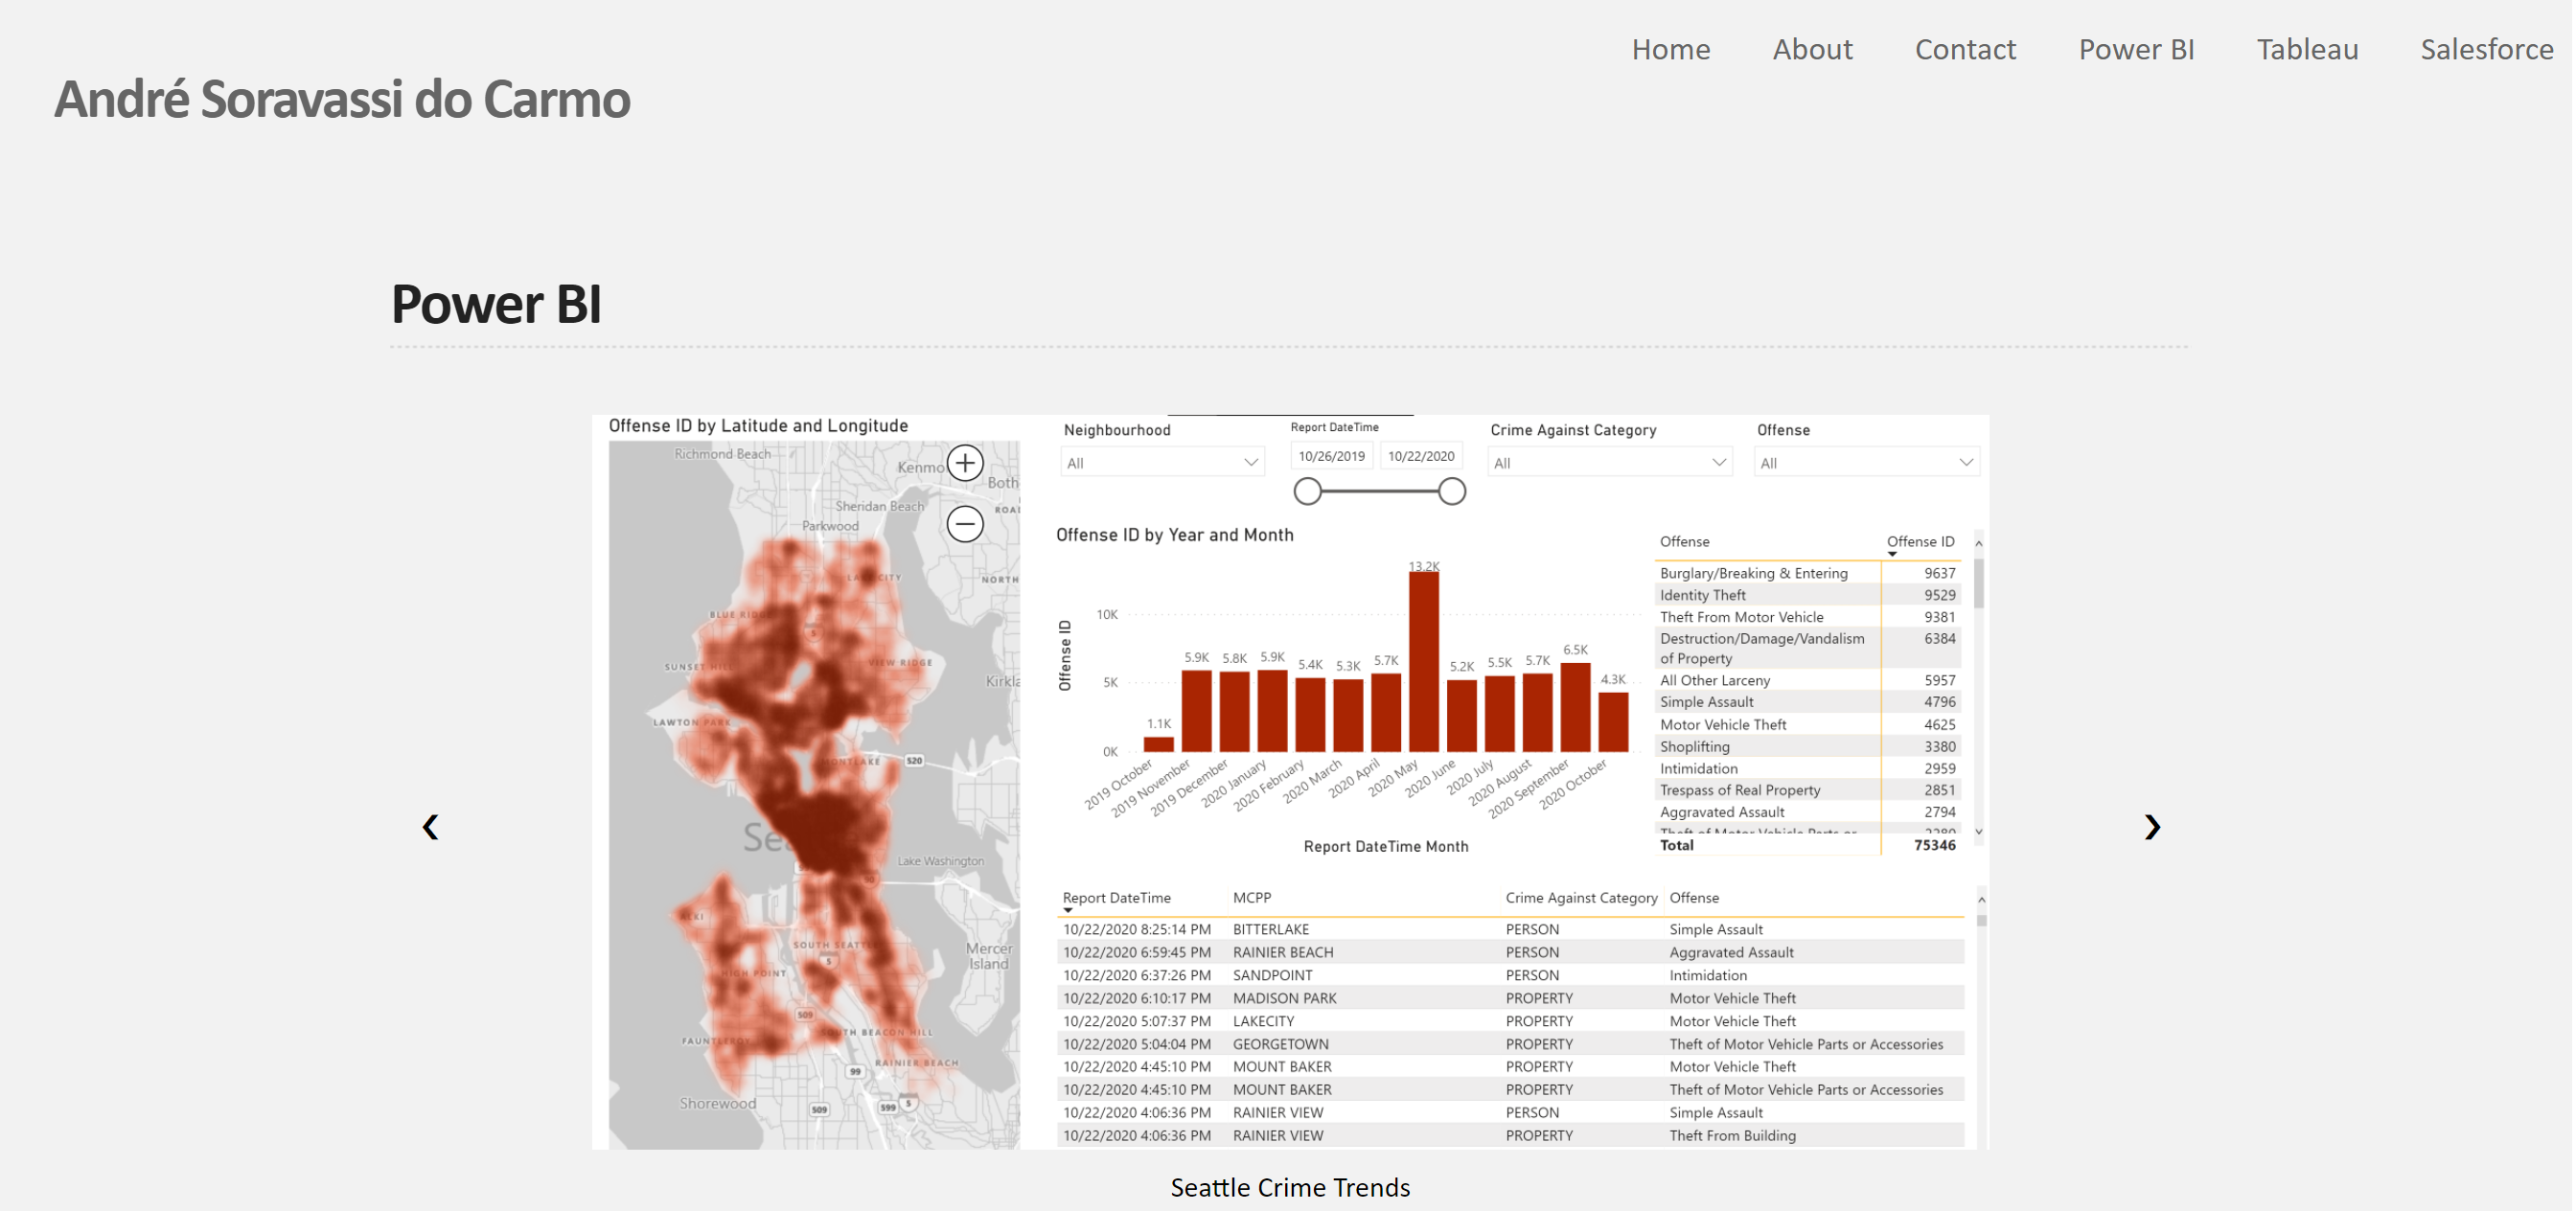 Home About Contact Power BI Tableau Salesforce
André Soravassi do Carmo
Power BI
Offense ID by Latitude and Longitude
Richmond Beach
Kenmo
Both
Sheridan Beach
ROAD
Parkwood
LAKE CITY
NORTH
BLUE RIDGE
5
SUNSET HILL
VIEW RIDGE
Kirkla
LAWTON PARK
MONTLAKE
520
Sea
Lake Washington
90
ALKI
SOUTH SEATTLE
Mercer
Island
5
HIGH POINT
509
SOUTH BEACON HILL
FAUNTLEROY
RAINIER BEACH
99
Shorewood
509
599
5
Neighbourhood
All
Report DateTime
10/26/2019 10/22/2020
Crime Against Category
All
Offense
All
Offense ID by Year and Month
Offense ID
10K
5K
0K
1.1K
5.9K
5.8K
5.9K
5.4K
5.3K
5.7K
13.2K
5.2K
5.5K
5.7K
6.5K
4.3K
2019 October
2019 November
2019 December
2020 January
2020 February
2020 March
2020 April
2020 May
2020 June
2020 July
2020 August
2020 September
2020 October
Report DateTime Month
Offense Offense ID
Burglary/Breaking & Entering 9637
Identity Theft 9529
Theft From Motor Vehicle 9381
Destruction/Damage/Vandalism 6384
of Property
All Other Larceny 5957
Simple Assault 4796
Motor Vehicle Theft 4625
Shoplifting 3380
Intimidation 2959
Trespass of Real Property 2851
Aggravated Assault 2794
Theft of Motor Vehicle Parts or 2280
Total 75346
Report DateTime MCPP Crime Against Category Offense
10/22/2020 8:25:14 PM BITTERLAKE PERSON Simple Assault
10/22/2020 6:59:45 PM RAINIER BEACH PERSON Aggravated Assault
10/22/2020 6:37:26 PM SANDPOINT PERSON Intimidation
10/22/2020 6:10:17 PM MADISON PARK PROPERTY Motor Vehicle Theft
10/22/2020 5:07:37 PM LAKECITY PROPERTY Motor Vehicle Theft
10/22/2020 5:04:04 PM GEORGETOWN PROPERTY Theft of Motor Vehicle Parts or Accessories
10/22/2020 4:45:10 PM MOUNT BAKER PROPERTY Motor Vehicle Theft
10/22/2020 4:45:10 PM MOUNT BAKER PROPERTY Theft of Motor Vehicle Parts or Accessories
10/22/2020 4:06:36 PM RAINIER VIEW PERSON Simple Assault
10/22/2020 4:06:36 PM RAINIER VIEW PROPERTY Theft From Building
Seattle Crime Trends